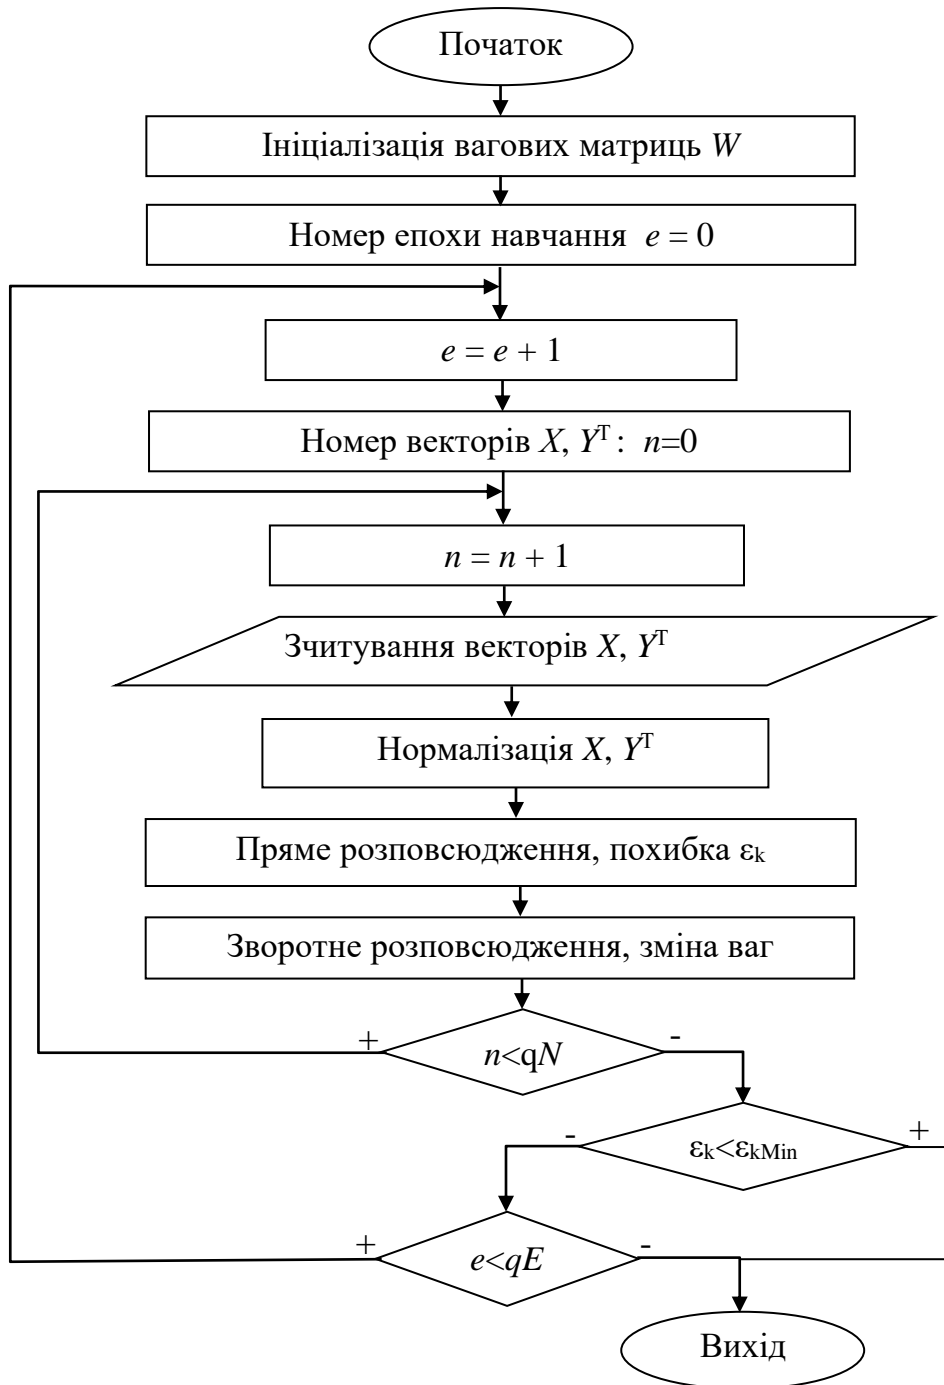 Початок
Ініціалізація вагових матриць W
Номер епохи навчання e = 0
e = e + 1
Номер векторів X, Yᵀ : n=0
n = n + 1
Зчитування векторів X, Yᵀ
Нормалізація X, Yᵀ
Пряме розповсюдження, похибка εₖ
Зворотне розповсюдження, зміна ваг
+ n<qN -
- εₖ<εkMin +
+ e<qE -
Вихід